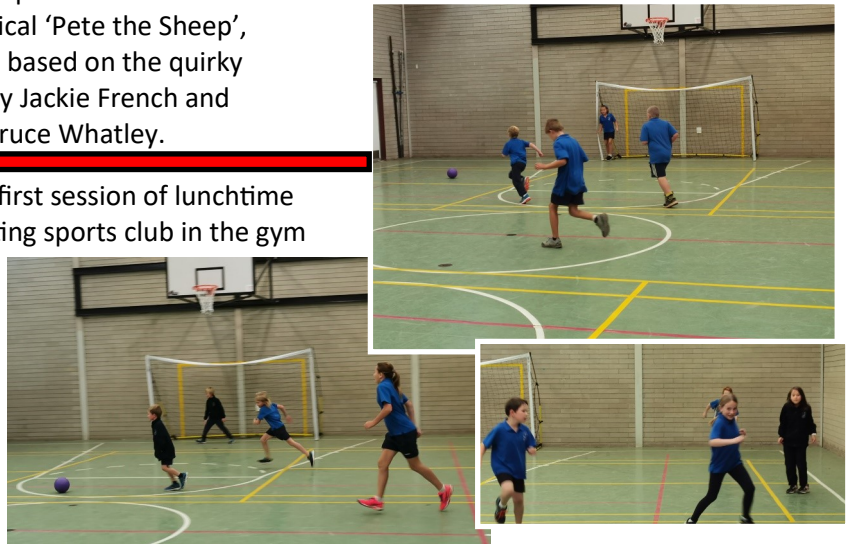 ical ‘Pete the Sheep’,
based on the quirky
y Jackie French and
ruce Whatley.
first session of lunchtime
ing sports club in the gym